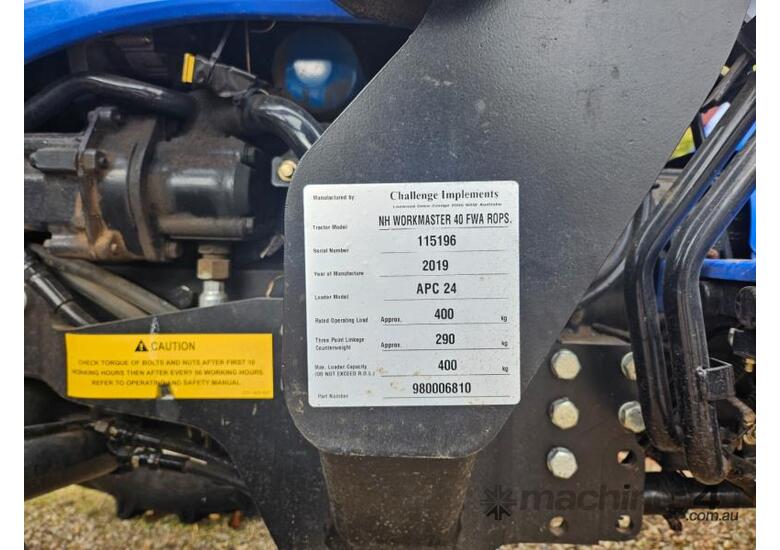 Manufactured by: Challenge Implements
Tractor Model NH WORKMASTER 40 FWA ROPS.
Serial Number 115196
Year of Manufacture 2019
Loader Model APC 24
Rated Operating Load Approx. 400 kg
Three Point Linkage
Counterweight Approx. 290 kg
Max. Loader Capacity
(DO NOT EXCEED R.O.L.) 400 kg
Part Number 980006810
CAUTION
CHECK TORQUE OF BOLTS AND NUTS AFTER FIRST 10
WORKING HOURS THEN AFTER EVERY 50 WORKING HOURS
REFER TO OPERATING AND SAFETY MANUAL
.com.au